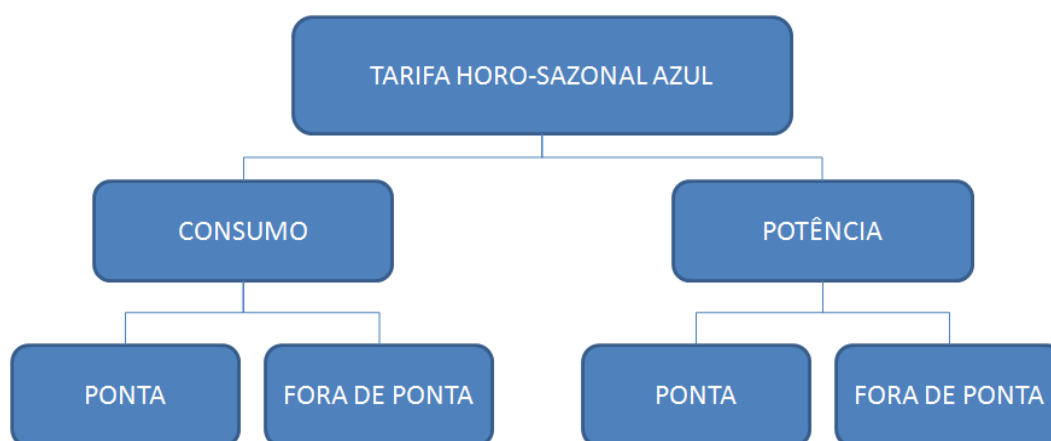 TARIFA HORO-SAZONAL AZUL
CONSUMO
POTÊNCIA
PONTA
FORA DE PONTA
PONTA
FORA DE PONTA